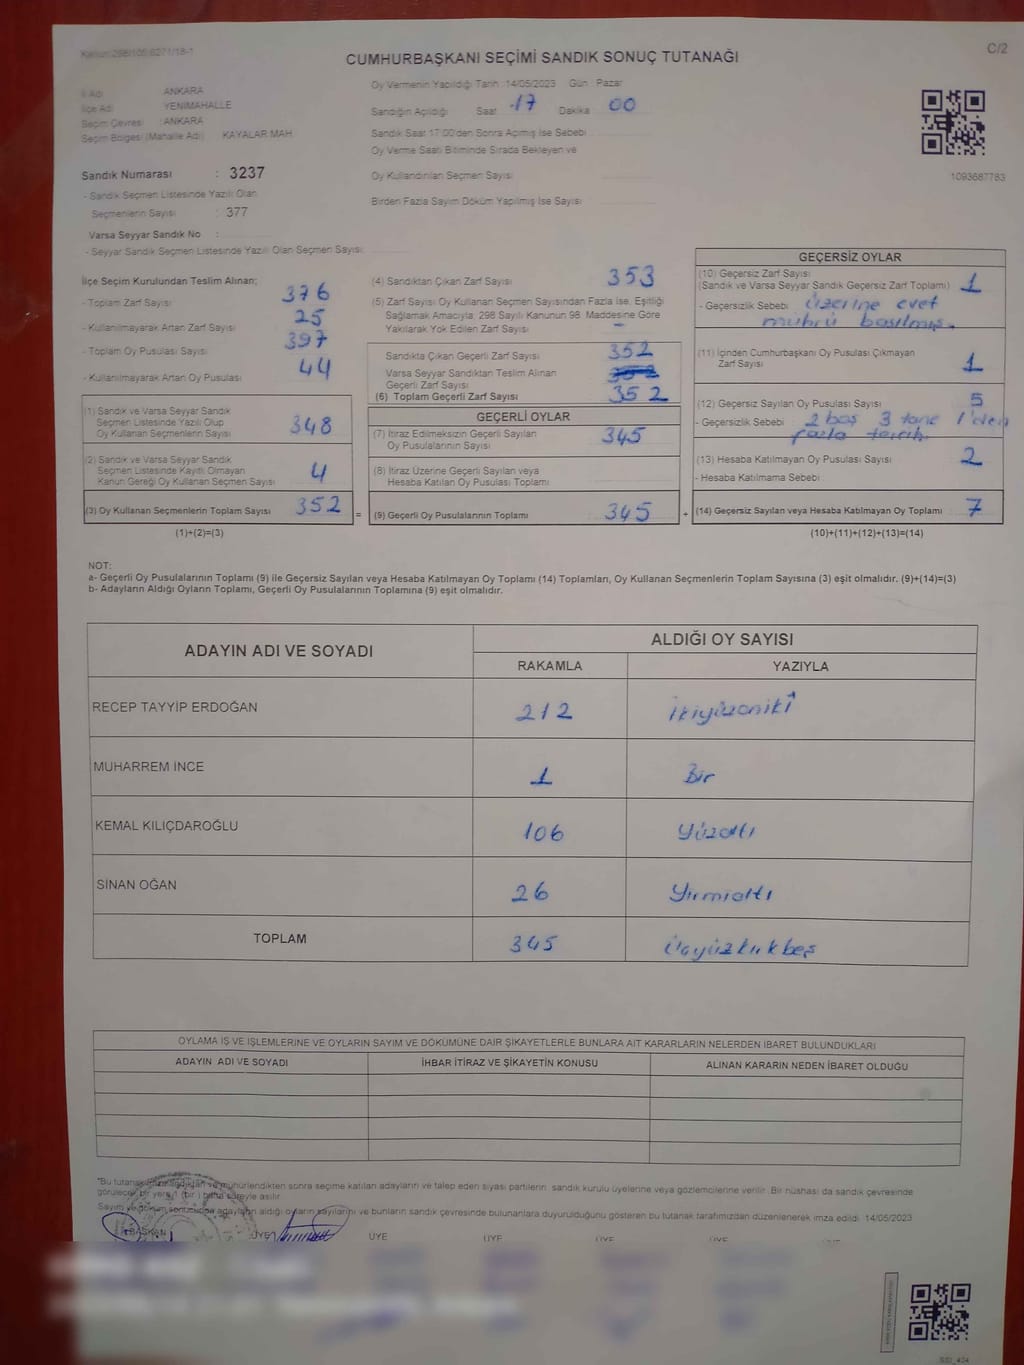 Kanun:298/105,6271/18-1
C/2
CUMHURBAŞKANI SEÇİMİ SANDIK SONUÇ TUTANAĞI
İl Adı ANKARA
İlçe Adı YENİMAHALLE
Seçim Çevresi : ANKARA
Seçim Bölgesi (Mahalle Adı) KAYALAR MAH
Sandık Numarası : 3237
- Sandık Seçmen Listesinde Yazılı Olan
Seçmenlerin Sayısı : 377
Varsa Seyyar Sandık No :
- Seyyar Sandık Seçmen Listesinde Yazılı Olan Seçmen Sayısı:
Oy Vermenin Yapıldığı Tarih :14/05/2023 Gün : Pazar
Sandığın Açıldığı Saat 17 Dakika 00
Sandık Saat 17:00'den Sonra Açılmış İse Sebebi
Oy Verme Saati Bitiminde Sırada Bekleyen ve
Oy Kullandırılan Seçmen Sayısı
Birden Fazla Sayım Döküm Yapılmış İse Sayısı
1093687783
İlçe Seçim Kurulundan Teslim Alınan;
- Toplam Zarf Sayısı 376
- Kullanılmayarak Artan Zarf Sayısı 25
- Toplam Oy Pusulası Sayısı 397
- Kullanılmayarak Artan Oy Pusulası 44
(1) Sandık ve Varsa Seyyar Sandık
Seçmen Listesinde Yazılı Olup
Oy Kullanan Seçmenlerin Sayısı 348
(2) Sandık ve Varsa Seyyar Sandık
Seçmen Listesinde Kayıtlı Olmayan
Kanun Gereği Oy Kullanan Seçmen Sayısı 4
(3) Oy Kullanan Seçmenlerin Toplam Sayısı 352 =
(1)+(2)=(3)
(4) Sandıktan Çıkan Zarf Sayısı 353
(5) Zarf Sayısı Oy Kullanan Seçmen Sayısından Fazla İse, Eşitliği
Sağlamak Amacıyla, 298 Sayılı Kanunun 98. Maddesine Göre
Yakılarak Yok Edilen Zarf Sayısı –
Sandıkta Çıkan Geçerli Zarf Sayısı 352
Varsa Seyyar Sandıktan Teslim Alınan
Geçerli Zarf Sayısı
(6) Toplam Geçerli Zarf Sayısı 352
GEÇERLİ OYLAR
(7) İtiraz Edilmeksizin Geçerli Sayılan
Oy Pusulasının Sayısı 345
(8) İtiraz Üzerine Geçerli Sayılan veya
Hesaba Katılan Oy Pusulası Toplamı
(9) Geçerli Oy Pusulalarının Toplamı 345 +
GEÇERSİZ OYLAR
(10) Geçersiz Zarf Sayısı
(Sandık ve Varsa Seyyar Sandık Geçersiz Zarf Toplamı) 1
- Geçersizlik Sebebi : üzerine evet
mührü basılmış.
(11) İçinden Cumhurbaşkanı Oy Pusulası Çıkmayan
Zarf Sayısı 1
(12) Geçersiz Sayılan Oy Pusulası Sayısı 5
- Geçersizlik Sebebi : 2 boş 3 tane 1'den
fazla tercih.
(13) Hesaba Katılmayan Oy Pusulası Sayısı 2
- Hesaba Katılmama Sebebi :
(14) Geçersiz Sayılan veya Hesaba Katılmayan Oy Toplamı 7
(10)+(11)+(12)+(13)=(14)
NOT:
a- Geçerli Oy Pusulalarının Toplamı (9) ile Geçersiz Sayılan veya Hesaba Katılmayan Oy Toplamı (14) Toplamları, Oy Kullanan Seçmenlerin Toplam Sayısına (3) eşit olmalıdır. (9)+(14)=(3)
b- Adayların Aldığı Oyların Toplamı, Geçerli Oy Pusulalarının Toplamına (9) eşit olmalıdır.
ADAYIN ADI VE SOYADI ALDIĞI OY SAYISI
RAKAMLA YAZIYLA
RECEP TAYYİP ERDOĞAN 212 İkiyüzoniki
MUHARREM İNCE 1 Bir
KEMAL KILIÇDAROĞLU 106 Yüzaltı
SİNAN OĞAN 26 Yirmialtı
TOPLAM 345 Üçyüzkırkbeş
OYLAMA İŞ VE İŞLEMLERİNE VE OYLARIN SAYIM VE DÖKÜMÜNE DAİR ŞİKAYETLERLE BUNLARA AİT KARARLARIN NELERDEN İBARET BULUNDUKLARI
ADAYIN ADI VE SOYADI İHBAR İTİRAZ VE ŞİKAYETİN KONUSU ALINAN KARARIN NEDEN İBARET OLDUĞU
"Bu tutanak imzalandıktan ve mühürlendikten sonra seçime katılan adayların ve talep eden siyasi partilerin sandık kurulu üyelerine veya gözlemcilerine verilir. Bir nüshası da sandık çevresinde
görülecek bir yere 1 (bir) hafta süreyle asılır.
Sayım ve döküm sonucunda adayların aldığı oyların sayılarını ve bunların sandık çevresinde bulunanlara duyurulduğunu gösteren bu tutanak tarafımızdan düzenlenerek imza edildi. 14/05/2023
BAŞKAN ÜYE ÜYE ÜYE ÜYE ÜYE